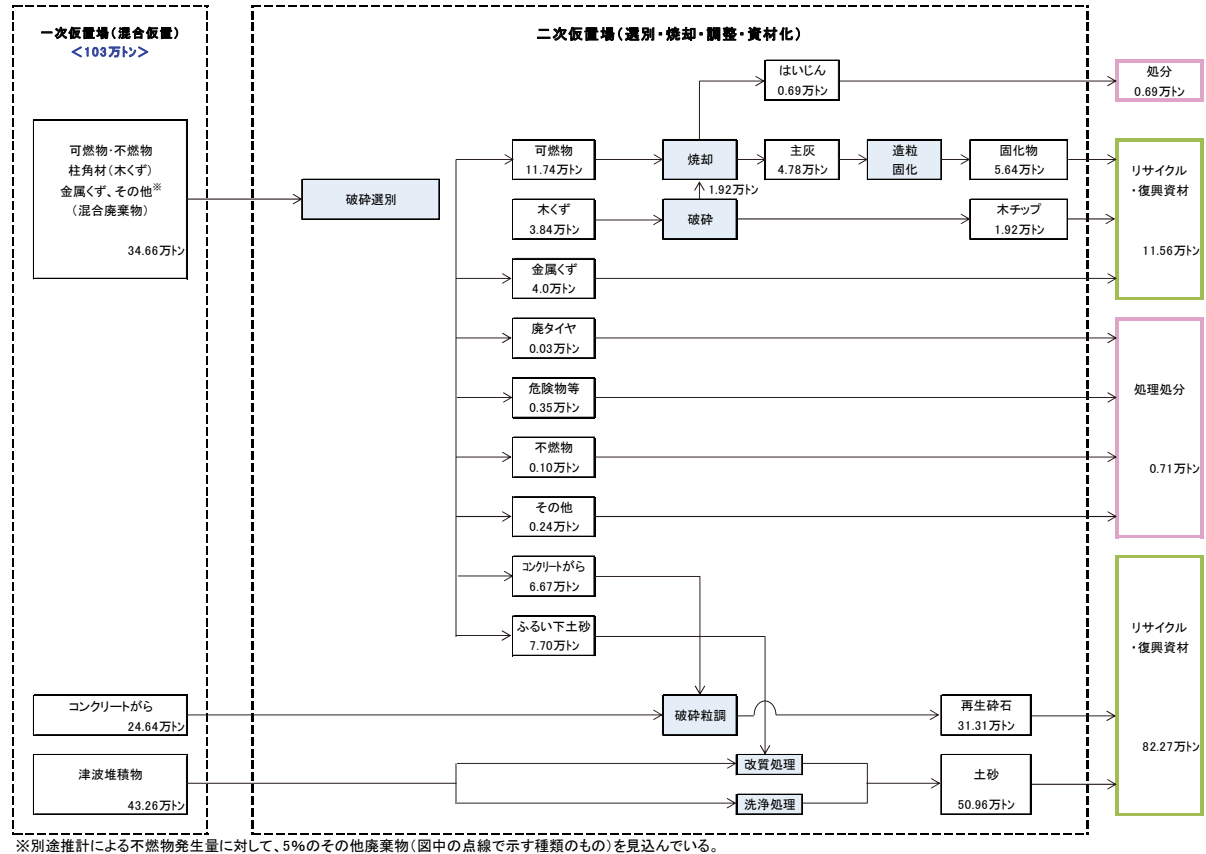 一次仮置場(混合仮置)
＜103万トン＞
可燃物・不燃物
柱角材(木くず)
金属くず、その他※
(混合廃棄物)
34.66万トン
コンクリートがら
24.64万トン
津波堆積物
43.26万トン
二次仮置場(選別・焼却・調整・資材化)
破砕選別
はいじん
0.69万トン
可燃物
11.74万トン
焼却
主灰
4.78万トン
造粒
固化
固化物
5.64万トン
1.92万トン
木くず
3.84万トン
破砕
木チップ
1.92万トン
金属くず
4.0万トン
廃タイヤ
0.03万トン
危険物等
0.35万トン
不燃物
0.10万トン
その他
0.24万トン
コンクリートがら
6.67万トン
ふるい下土砂
7.70万トン
破砕粒調
再生砕石
31.31万トン
改質処理
洗浄処理
土砂
50.96万トン
処分
0.69万トン
リサイクル
・復興資材
11.56万トン
処理処分
0.71万トン
リサイクル
・復興資材
82.27万トン
※別途推計による不燃物発生量に対して、5%のその他廃棄物(図中の点線で示す種類のもの)を見込んでいる。